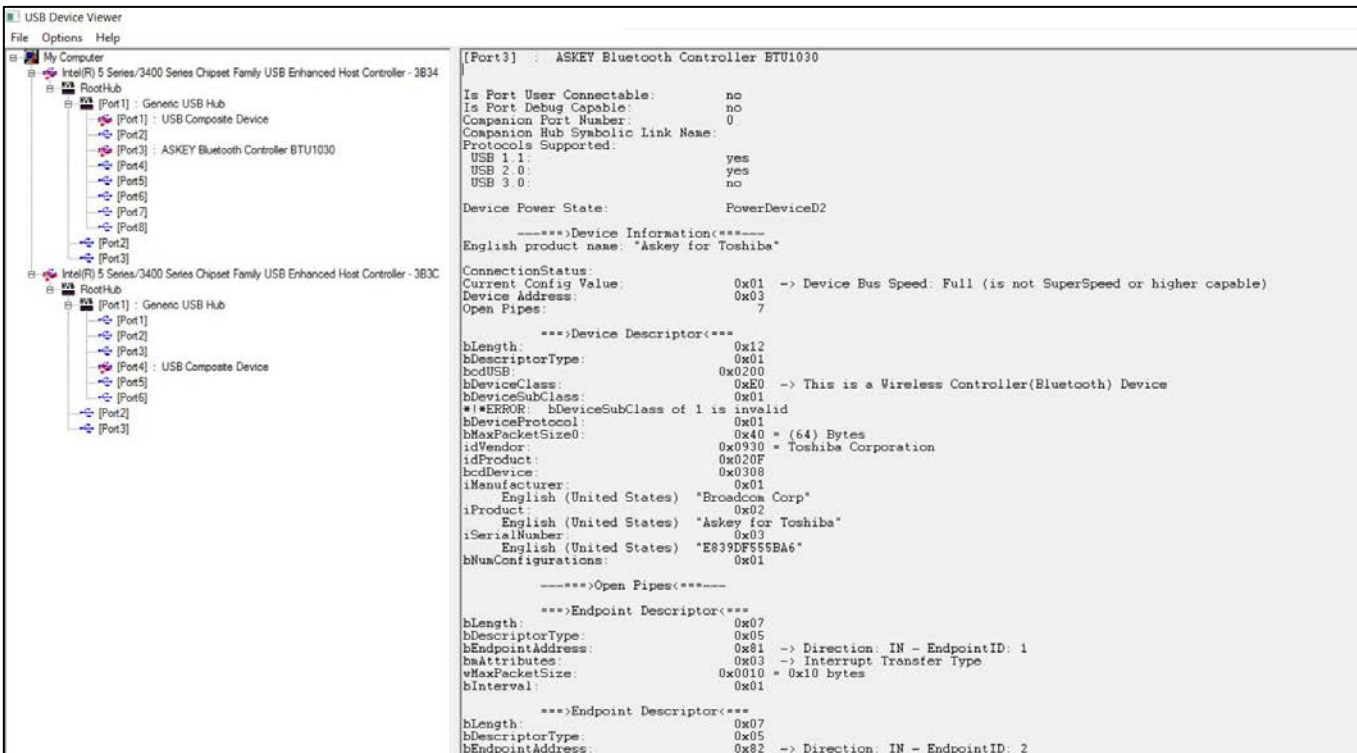 USB Device Viewer
File Options Help
My Computer
Intel(R) 5 Series/3400 Series Chipset Family USB Enhanced Host Controller - 3B34
RootHub
[Port1] : Generic USB Hub
[Port1] : USB Composite Device
[Port2]
[Port3] : ASKEY Bluetooth Controller BTU1030
[Port4]
[Port5]
[Port6]
[Port7]
[Port8]
[Port2]
[Port3]
Intel(R) 5 Series/3400 Series Chipset Family USB Enhanced Host Controller - 3B3C
RootHub
[Port1] : Generic USB Hub
[Port1]
[Port2]
[Port3]
[Port4] : USB Composite Device
[Port5]
[Port6]
[Port2]
[Port3]
[Port3] : ASKEY Bluetooth Controller BTU1030
Is Port User Connectable: no
Is Port Debug Capable: no
Companion Port Number: 0
Companion Hub Symbolic Link Name:
Protocols Supported:
USB 1.1: yes
USB 2.0: yes
USB 3.0: no
Device Power State: PowerDeviceD2
---===>Device Information<===---
English product name: "Askey for Toshiba"
ConnectionStatus:
Current Config Value: 0x01 -> Device Bus Speed: Full (is not SuperSpeed or higher capable)
Device Address: 0x03
Open Pipes: 7
===>Device Descriptor<===
bLength: 0x12
bDescriptorType: 0x01
bcdUSB: 0x0200
bDeviceClass: 0xE0 -> This is a Wireless Controller(Bluetooth) Device
bDeviceSubClass: 0x01
*!*ERROR: bDeviceSubClass of 1 is invalid
bDeviceProtocol: 0x01
bMaxPacketSize0: 0x40 = (64) Bytes
idVendor: 0x0930 = Toshiba Corporation
idProduct: 0x020F
bcdDevice: 0x0308
iManufacturer: 0x01
English (United States) "Broadcom Corp"
iProduct: 0x02
English (United States) "Askey for Toshiba"
iSerialNumber: 0x03
English (United States) "E839DF555BA6"
bNumConfigurations: 0x01
---===>Open Pipes<===---
===>Endpoint Descriptor<===
bLength: 0x07
bDescriptorType: 0x05
bEndpointAddress: 0x81 -> Direction: IN - EndpointID: 1
bmAttributes: 0x03 -> Interrupt Transfer Type
wMaxPacketSize: 0x0010 = 0x10 bytes
bInterval: 0x01
===>Endpoint Descriptor<===
bLength: 0x07
bDescriptorType: 0x05
bEndpointAddress: 0x82 -> Direction: IN - EndpointID: 2